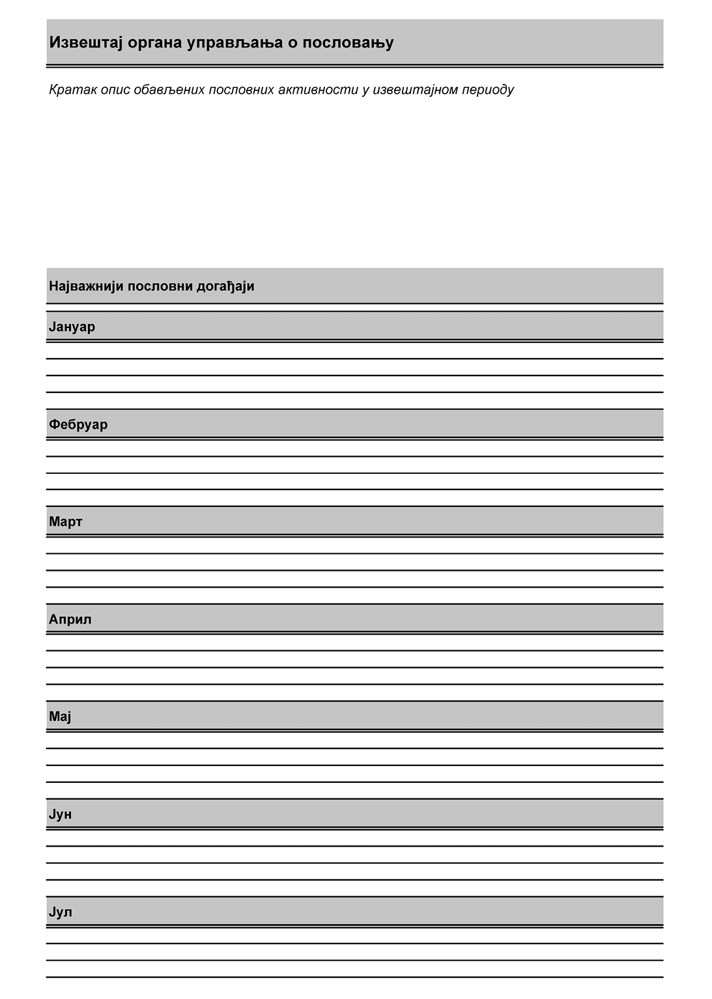 Извештај органа управљања о пословању
Кратак опис обављених пословних активности у извештајном периоду
Најважнији пословни догађаји
Јануар
Фебруар
Март
Април
Мај
Јун
Јул